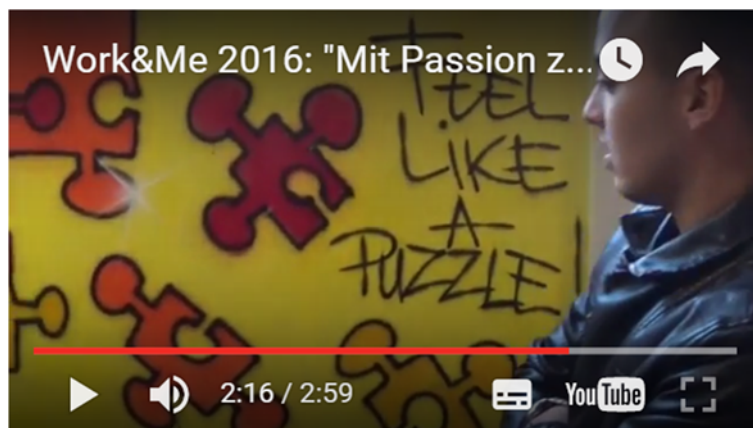 Work&Me 2016: "Mit Passion z...
I FEEL
LIKE
A
PUZZLE!
2:16 / 2:59
YouTube